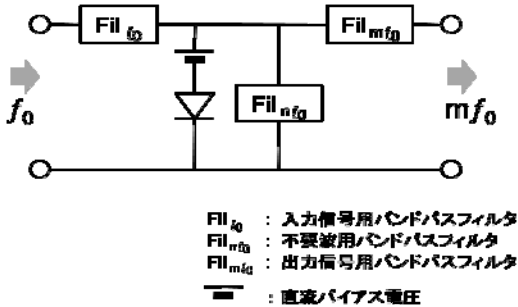 Fil f0
Fil mf0
f0
Fil nf0
mf0
Fil f0 : 入力信号用バンドパスフィルタ
Fil nf0 : 不要波用バンドパスフィルタ
Fil mf0 : 出力信号用バンドパスフィルタ
: 直流バイアス電圧